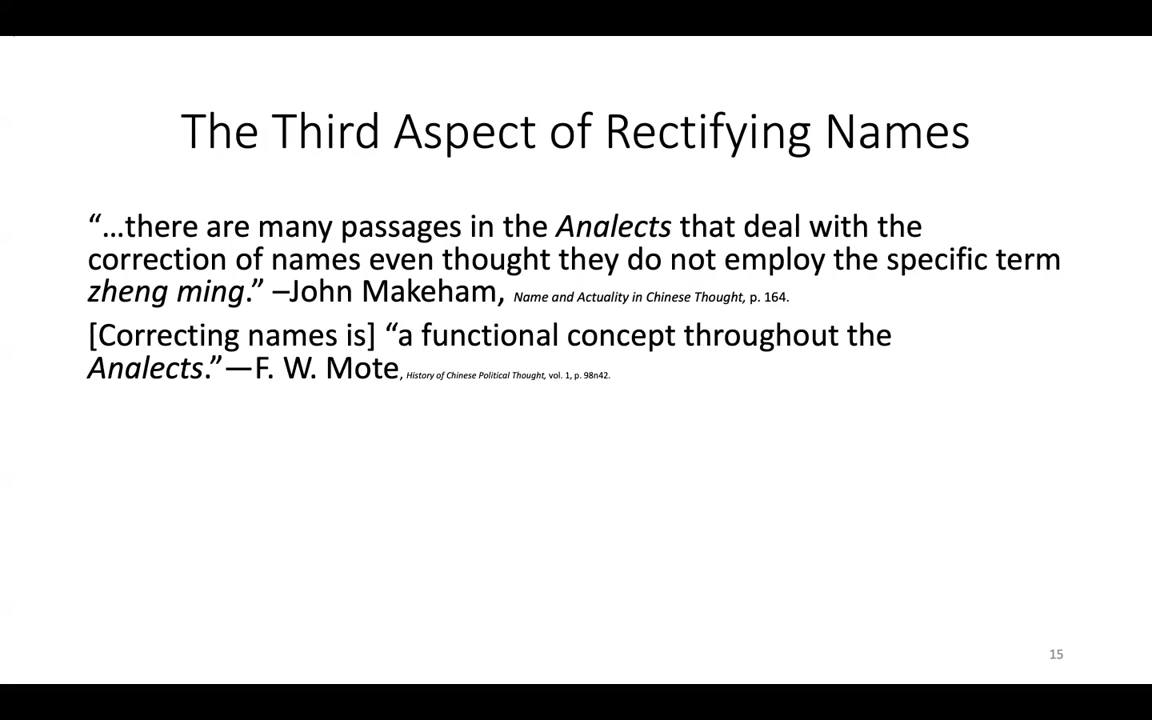 The Third Aspect of Rectifying Names
“…there are many passages in the Analects that deal with the
correction of names even thought they do not employ the specific term
zheng ming.” –John Makeham, Name and Actuality in Chinese Thought, p. 164.
[Correcting names is] “a functional concept throughout the
Analects.”—F. W. Mote, History of Chinese Political Thought, vol. 1, p. 98n42.
15